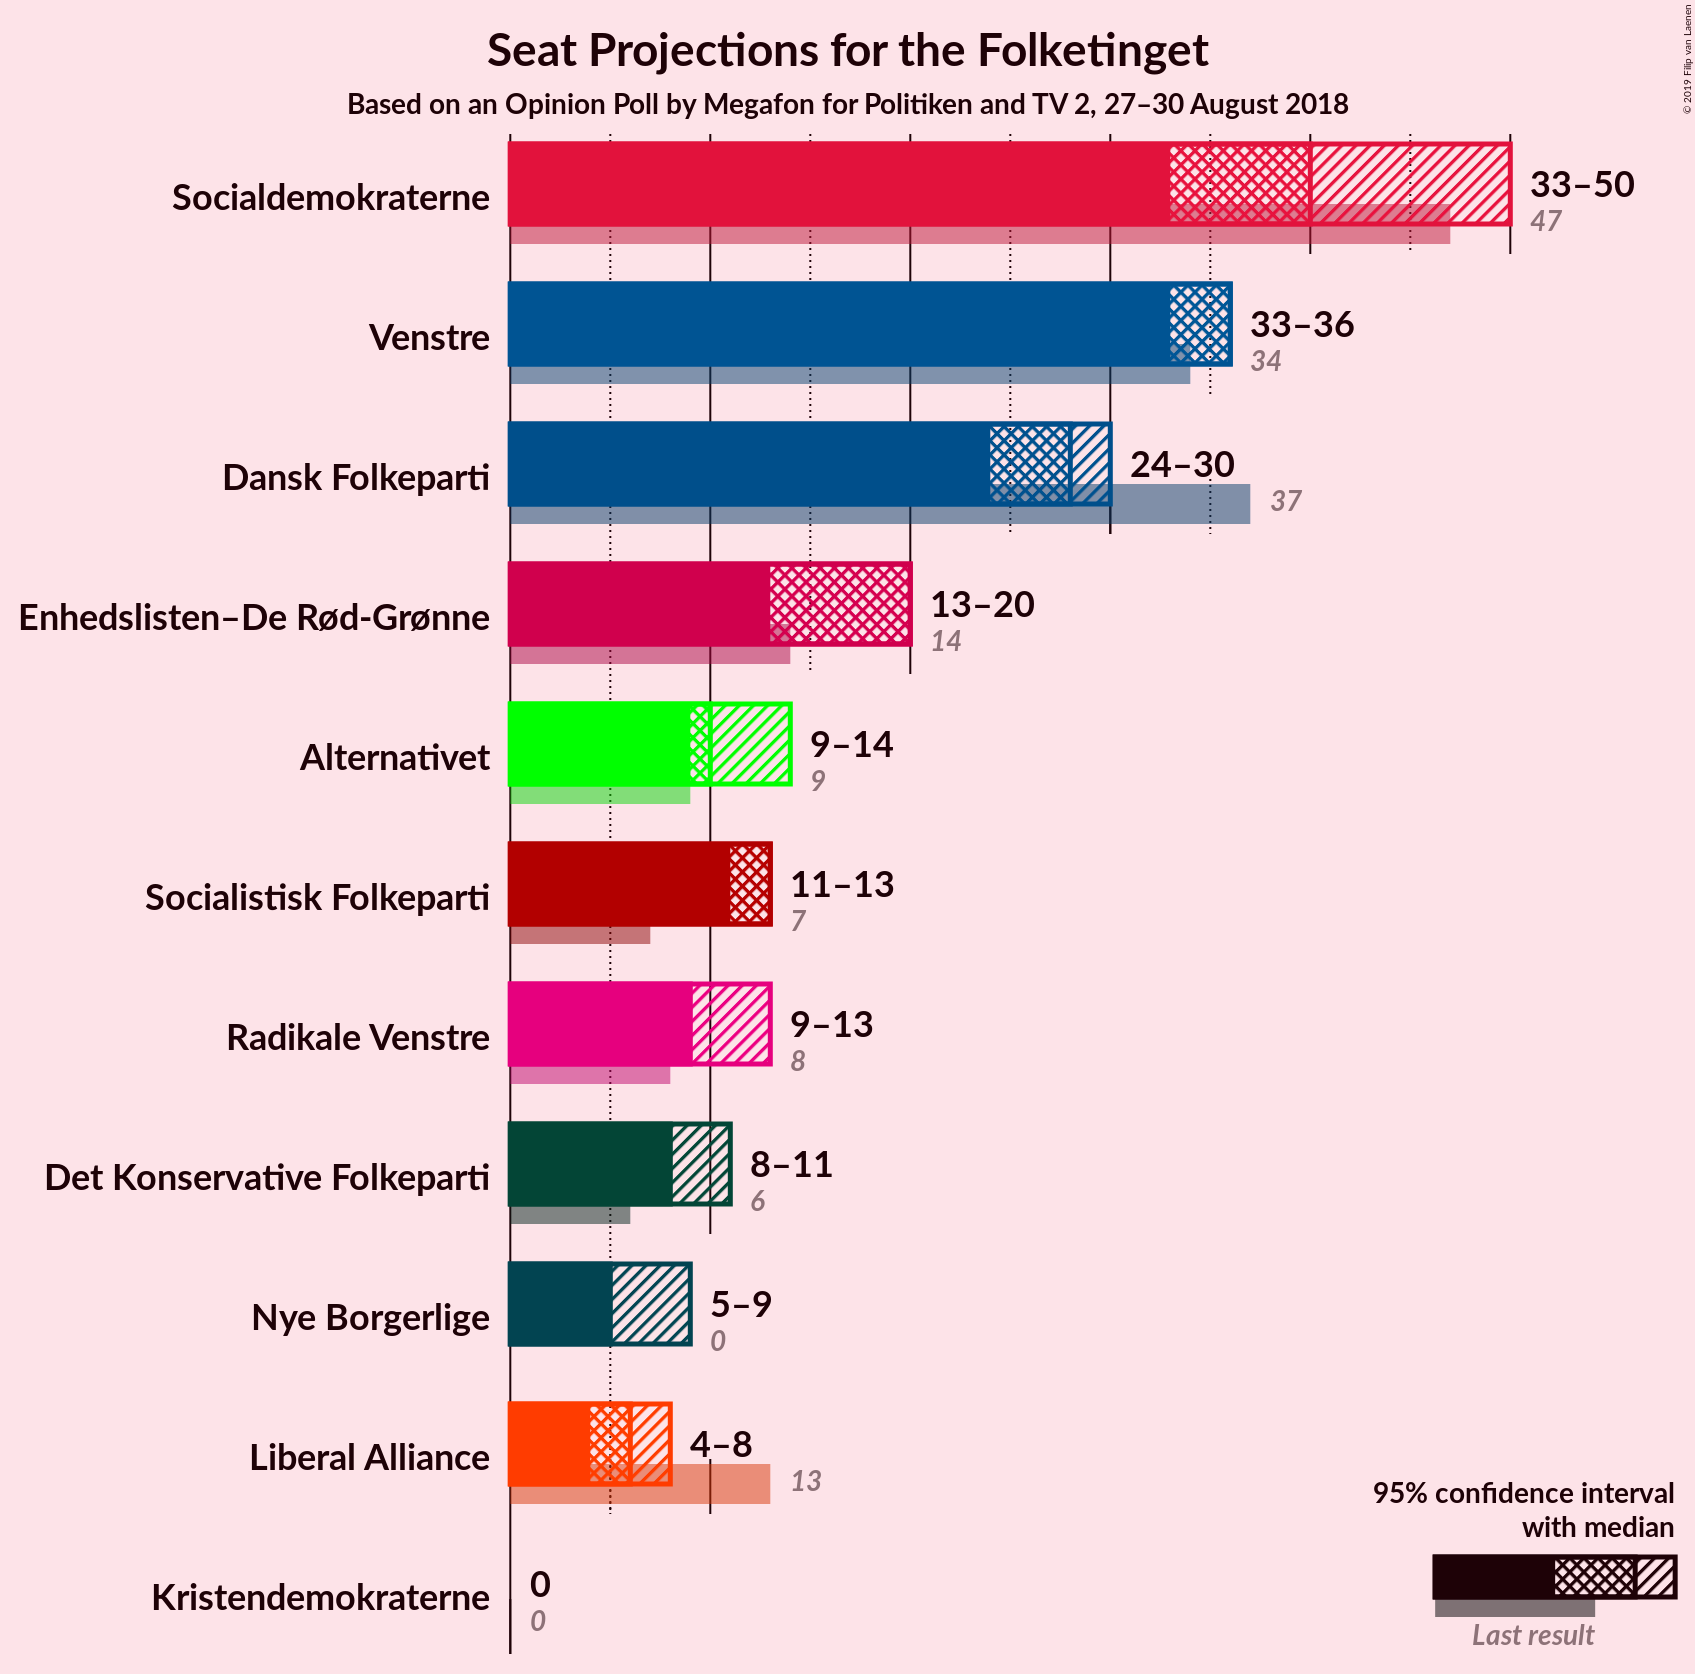 Seat Projections for the Folketinget
Based on an Opinion Poll by Megafon for Politiken and TV 2, 27–30 August 2018
© 2019 Filip van Laenen
Socialdemokraterne
33–50
47
Venstre
33–36
34
Dansk Folkeparti
24–30
37
Enhedslisten–De Rød-Grønne
13–20
14
Alternativet
9–14
9
Socialistisk Folkeparti
11–13
7
Radikale Venstre
9–13
8
Det Konservative Folkeparti
8–11
6
Nye Borgerlige
5–9
0
Liberal Alliance
4–8
13
Kristendemokraterne
0
0
95% confidence interval
with median
Last result